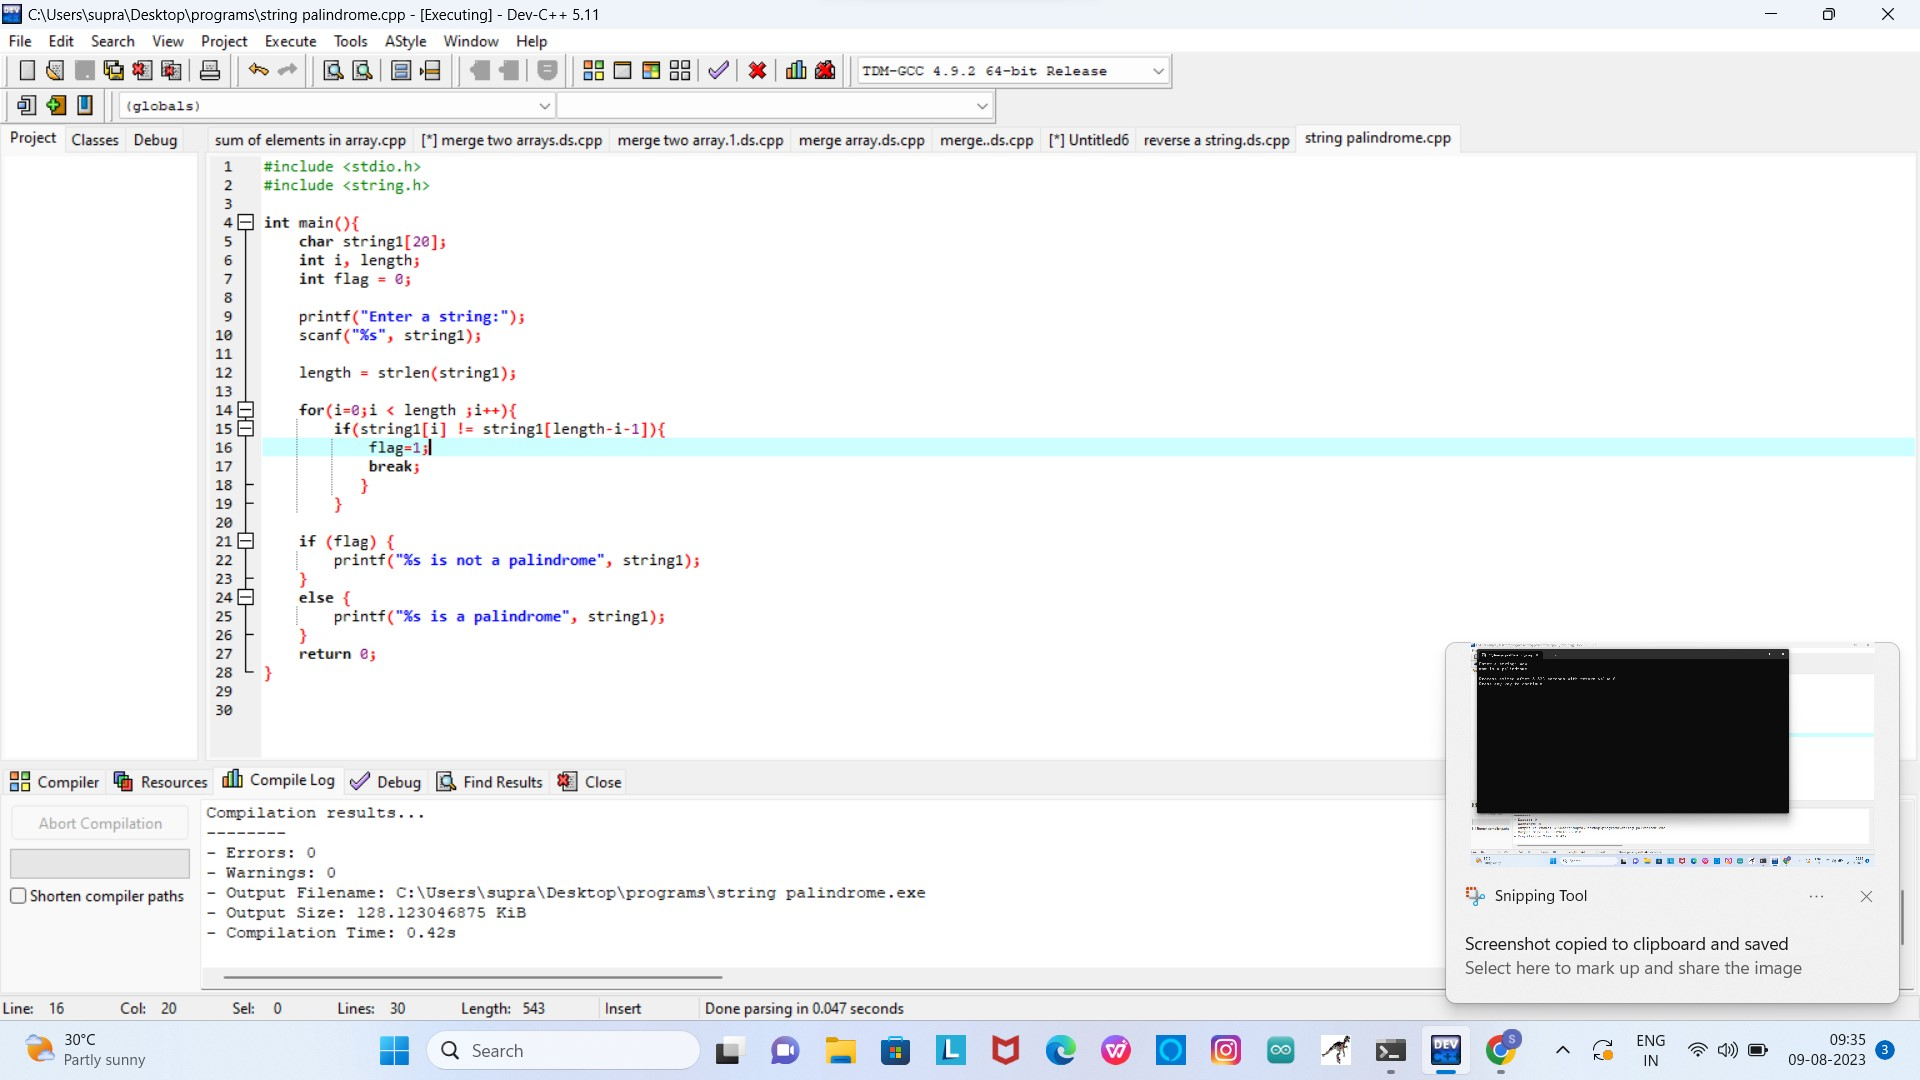 C:\Users\supra\Desktop\programs\string palindrome.cpp - [Executing] - Dev-C++ 5.11
File Edit Search View Project Execute Tools AStyle Window Help
TDM-GCC 4.9.2 64-bit Release
(globals)
Project Classes Debug
sum of elements in array.cpp [*] merge two arrays.ds.cpp merge two array.1.ds.cpp merge array.ds.cpp merge..ds.cpp [*] Untitled6 reverse a string.ds.cpp string palindrome.cpp
1 #include <stdio.h>
2 #include <string.h>
3
4 int main(){
5 char string1[20];
6 int i, length;
7 int flag = 0;
8
9 printf("Enter a string:");
10 scanf("%s", string1);
11
12 length = strlen(string1);
13
14 for(i=0;i < length ;i++){
15 if(string1[i] != string1[length-i-1]){
16 flag=1;
17 break;
18 }
19 }
20
21 if (flag) {
22 printf("%s is not a palindrome", string1);
23 }
24 else {
25 printf("%s is a palindrome", string1);
26 }
27 return 0;
28 }
29
30
Compiler Resources Compile Log Debug Find Results Close
Abort Compilation
Shorten compiler paths
Compilation results...
--------
- Errors: 0
- Warnings: 0
- Output Filename: C:\Users\supra\Desktop\programs\string palindrome.exe
- Output Size: 128.123046875 KiB
- Compilation Time: 0.42s
Snipping Tool
Screenshot copied to clipboard and saved
Select here to mark up and share the image
Line: 16 Col: 20 Sel: 0 Lines: 30 Length: 543 Insert Done parsing in 0.047 seconds
30°C
Partly sunny
Search
DEV
C++
S
ENG
IN
09:35
09-08-2023
3